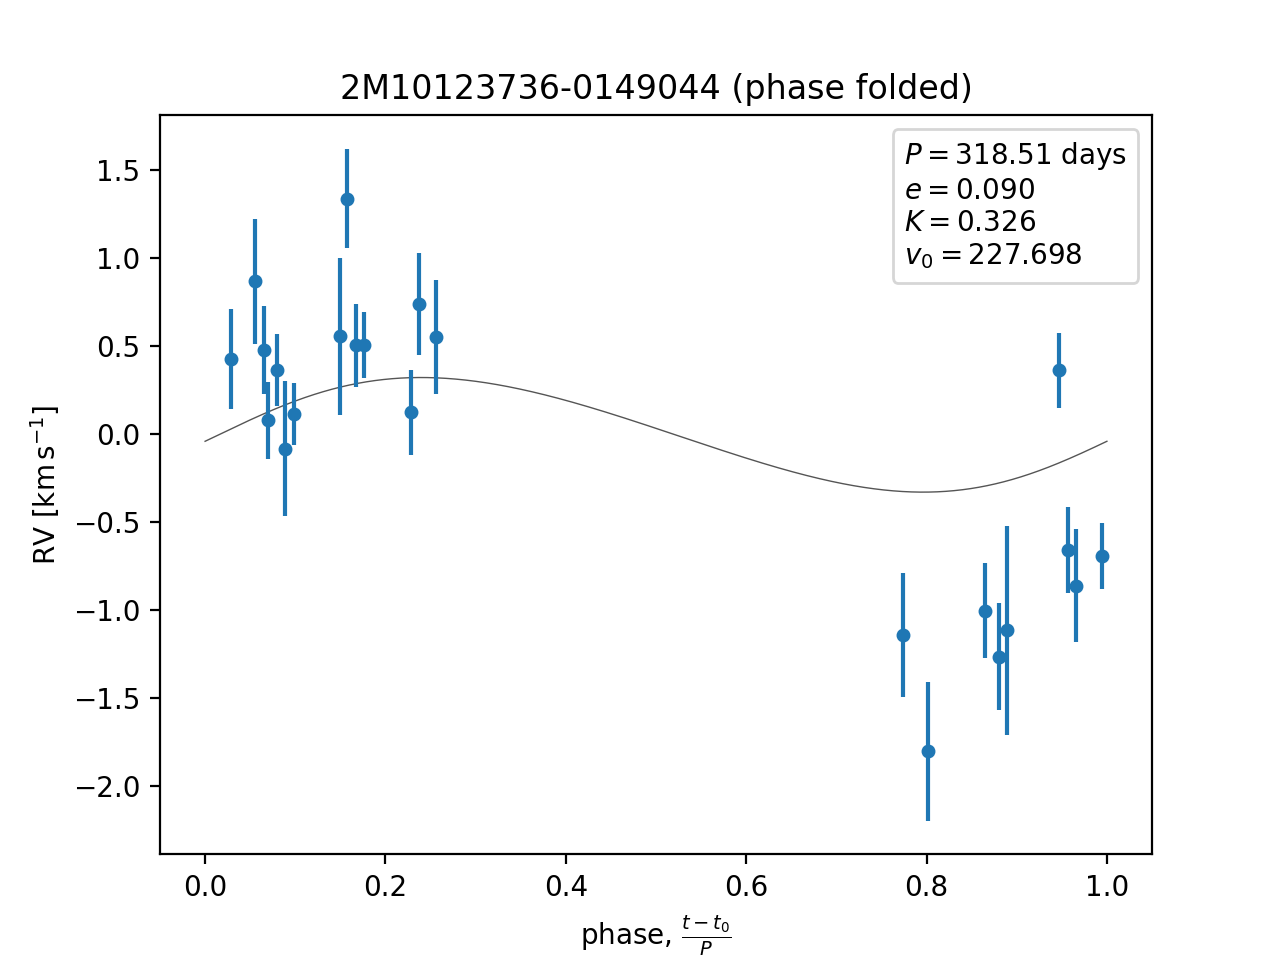 2M10123736-0149044 (phase folded)
P = 318.51 days
e = 0.090
K = 0.326
v₀ = 227.698
1.5
1.0
0.5
0.0
−0.5
−1.0
−1.5
−2.0
RV [km s⁻¹]
0.0 0.2 0.4 0.6 0.8 1.0
phase, (t − t₀)/P